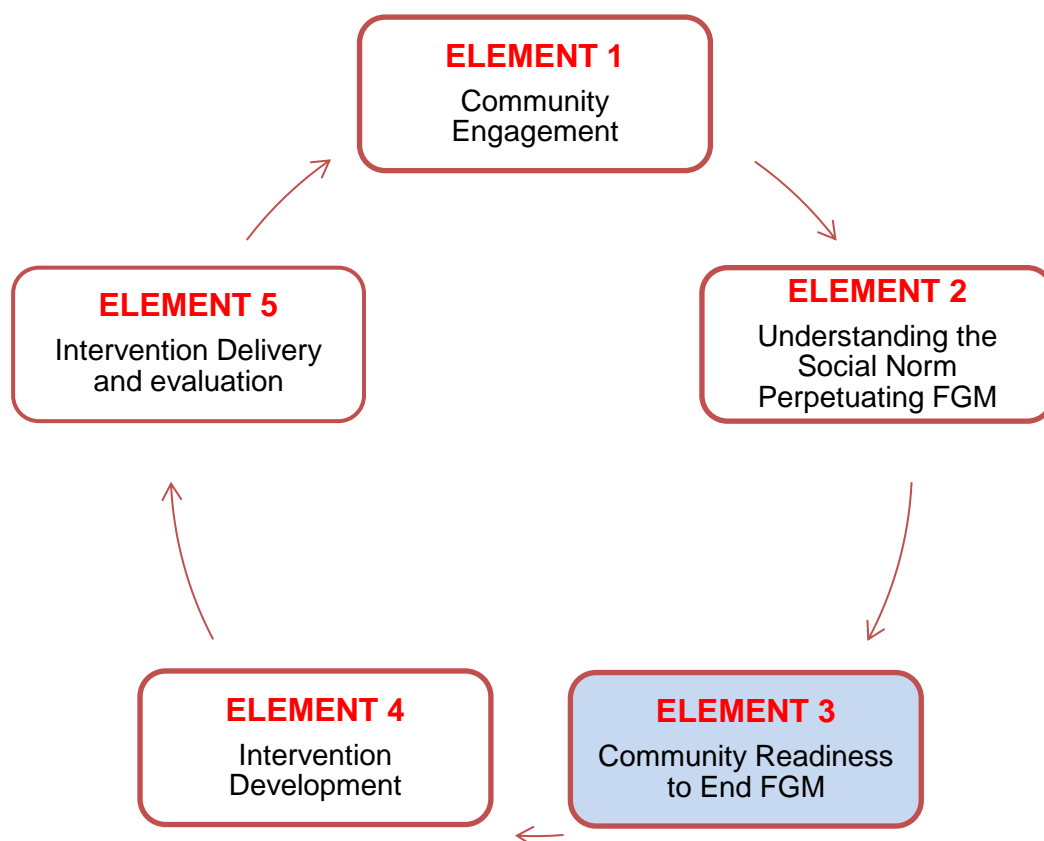 ELEMENT 1
Community
Engagement
ELEMENT 2
Understanding the
Social Norm
Perpetuating FGM
ELEMENT 3
Community Readiness
to End FGM
ELEMENT 4
Intervention
Development
ELEMENT 5
Intervention Delivery
and evaluation